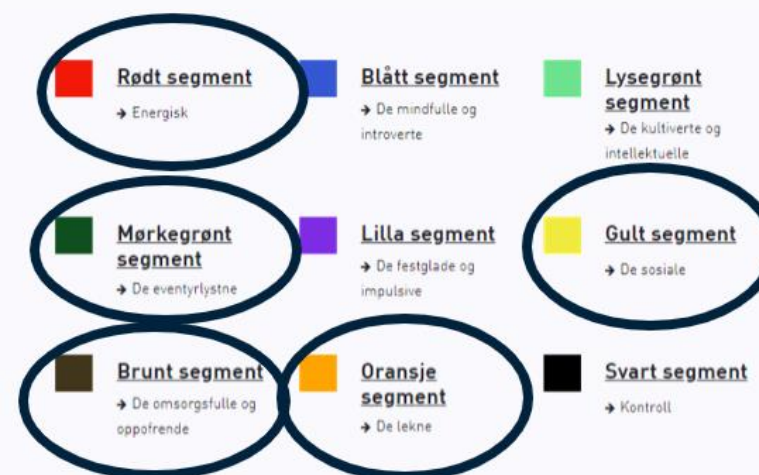 Rødt segment
→ Energisk
Blått segment
→ De mindfulle og
introverte
Lysegrønt
segment
→ De kultiverte og
intellektuelle
Mørkegrønt
segment
→ De eventyrlystne
Lilla segment
→ De festglade og
impulsive
Gult segment
→ De sosiale
Brunt segment
→ De omsorgsfulle og
oppofrende
Oransje
segment
→ De lekne
Svart segment
→ Kontroll